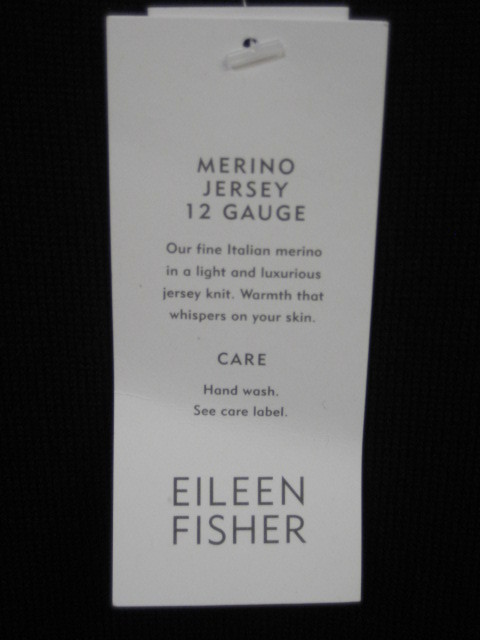 MERINO
JERSEY
12 GAUGE
Our fine Italian merino
in a light and luxurious
jersey knit. Warmth that
whispers on your skin.
CARE
Hand wash.
See care label.
EILEEN
FISHER